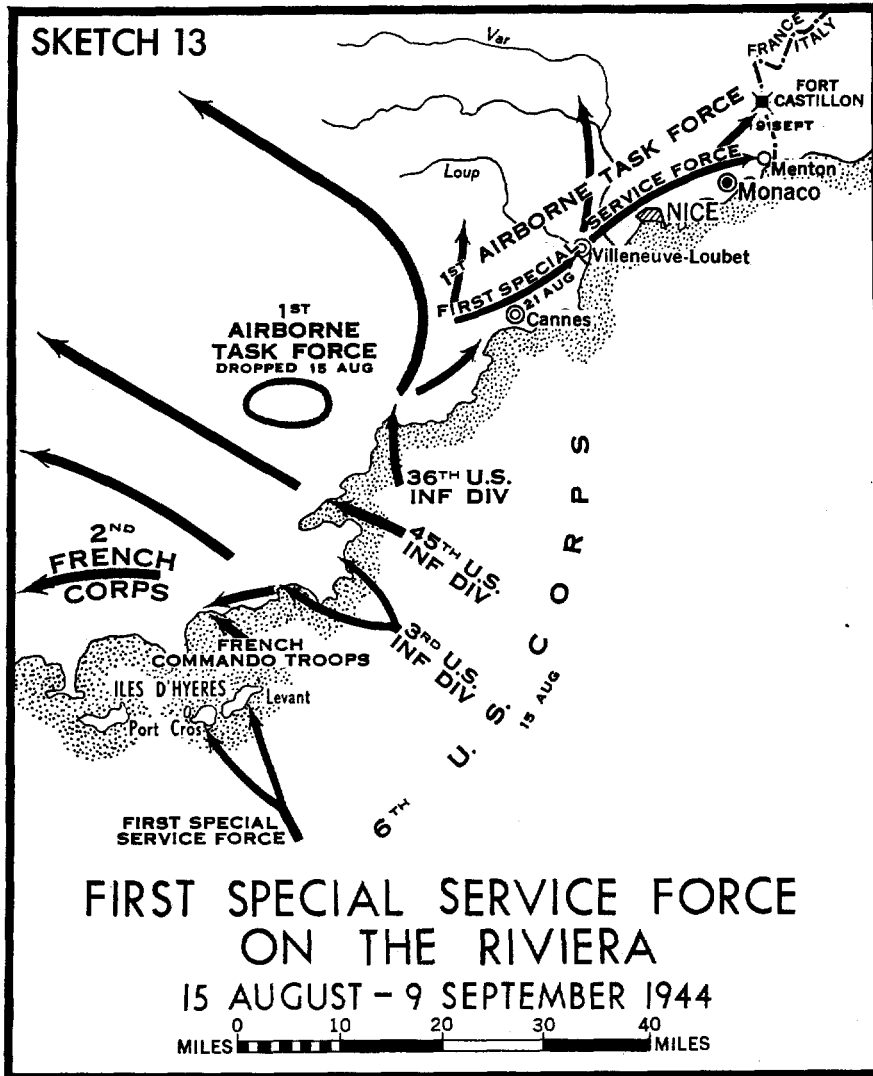 SKETCH 13
Var
FRANCE
ITALY
FORT
CASTILLON
9 SEPT
Menton
Monaco
Loup
1ST AIRBORNE TASK FORCE
FIRST SPECIAL SERVICE FORCE
NICE
Villeneuve-Loubet
21 AUG
Cannes
1ST
AIRBORNE
TASK FORCE
DROPPED 15 AUG
36TH U.S.
INF DIV
45TH U.S.
INF DIV
2ND
FRENCH
CORPS
3RD U.S.
INF DIV
FRENCH
COMMANDO TROOPS
ILES D'HYERES
Levant
Port Cros
6TH U. S. CORPS
15 AUG
FIRST SPECIAL
SERVICE FORCE
FIRST SPECIAL SERVICE FORCE
ON THE RIVIERA
15 AUGUST – 9 SEPTEMBER 1944
0 10 20 30 40
MILES MILES